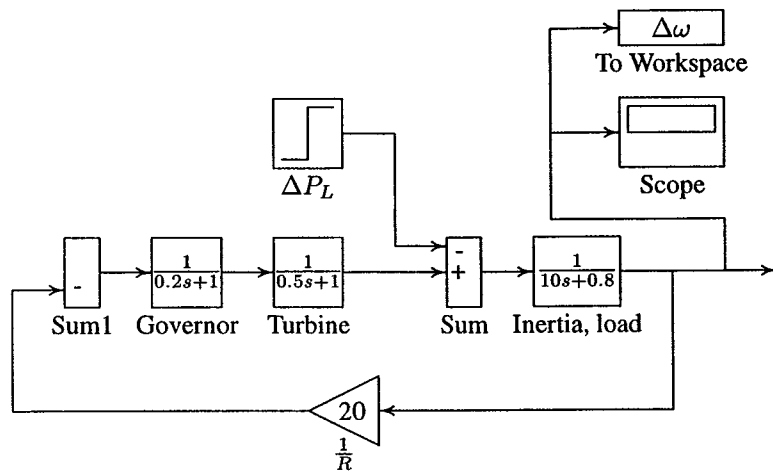 Δω
To Workspace
Scope
ΔP_L
-
+
-
1
0.2s+1
1
0.5s+1
1
10s+0.8
Sum1 Governor Turbine Sum Inertia, load
20
1
R